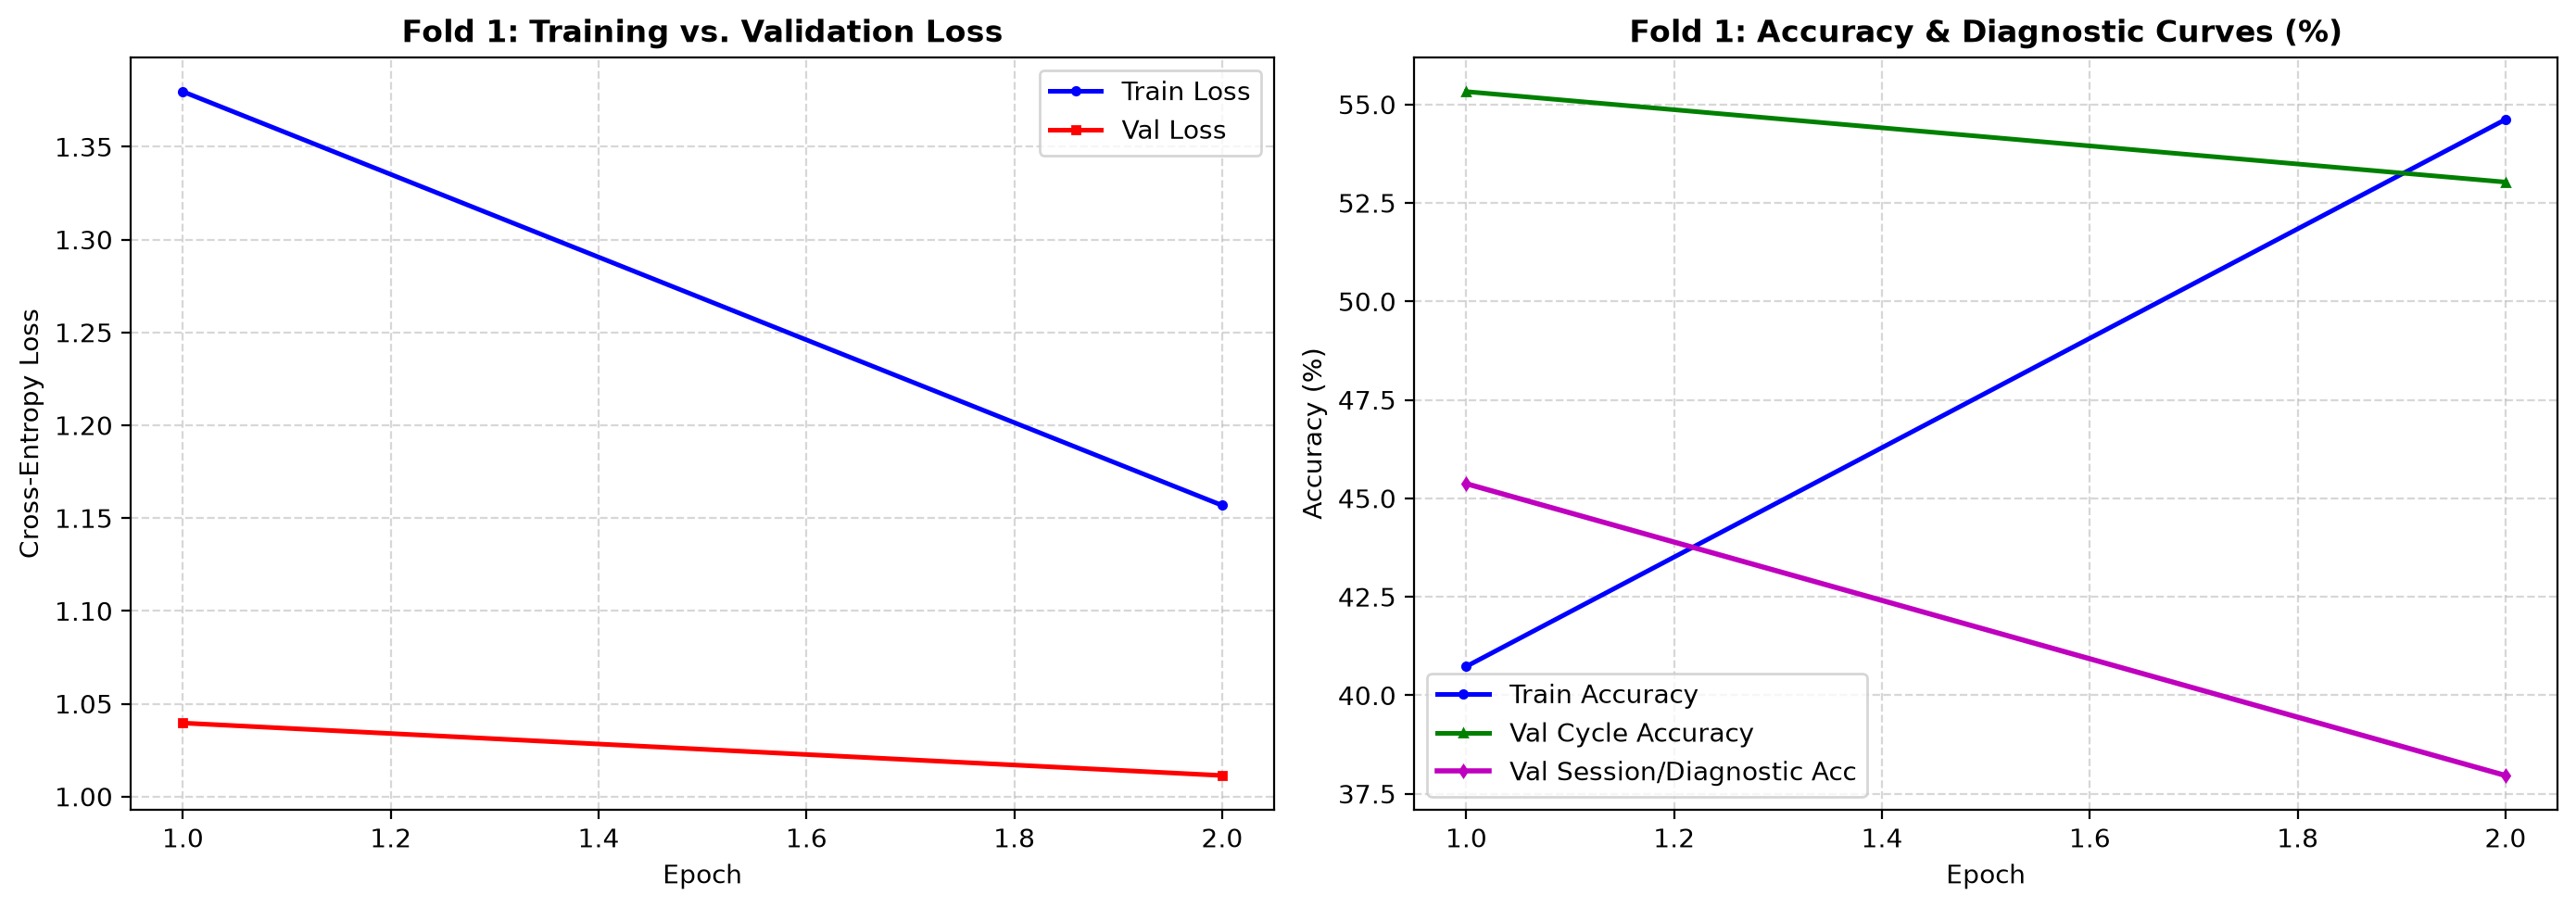 Fold 1: Training vs. Validation Loss
Train Loss
Val Loss
Cross-Entropy Loss
1.35
1.30
1.25
1.20
1.15
1.10
1.05
1.00
1.0 1.2 1.4 1.6 1.8 2.0
Epoch
Fold 1: Accuracy & Diagnostic Curves (%)
Accuracy (%)
55.0
52.5
50.0
47.5
45.0
42.5
40.0
37.5
Train Accuracy
Val Cycle Accuracy
Val Session/Diagnostic Acc
1.0 1.2 1.4 1.6 1.8 2.0
Epoch